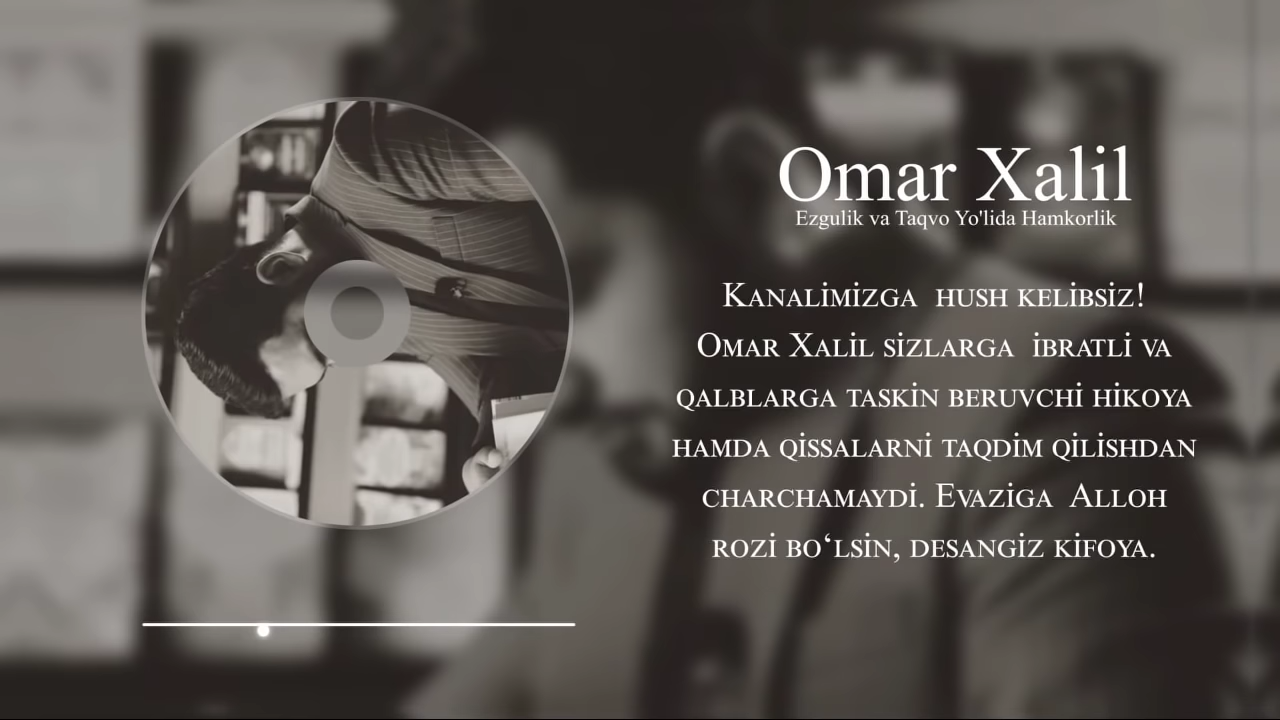 Omar Xalil
Ezgulik va Taqvo Yo'lida Hamkorlik
Kanalimizga hush kelibsiz!
Omar Xalil sizlarga ibratli va
qalblarga taskin beruvchi hikoya
hamda qissalarni taqdim qilishdan
charchamaydi. Evaziga Alloh
rozi bo‘lsin, desangiz kifoya.